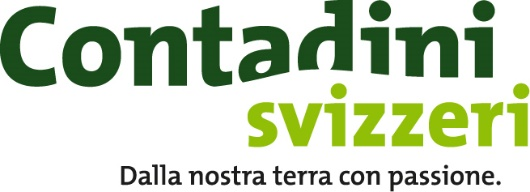 Contadini
svizzeri
Dalla nostra terra con passione.